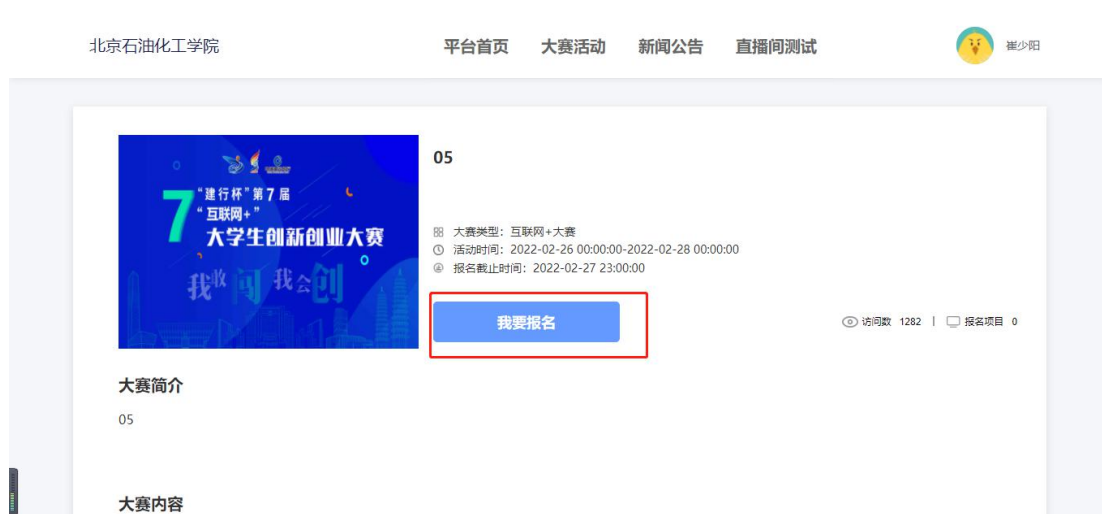 北京石油化工学院
平台首页 大赛活动 新闻公告 直播间测试
崔少阳
7
“建行杯”第7届
“互联网+”
大学生创新创业大赛
我 闯 我会创
05
大赛类型：互联网+大赛
活动时间：2022-02-26 00:00:00-2022-02-28 00:00:00
报名截止时间：2022-02-27 23:00:00
我要报名
访问数 1282 | 报名项目 0
大赛简介
05
大赛内容